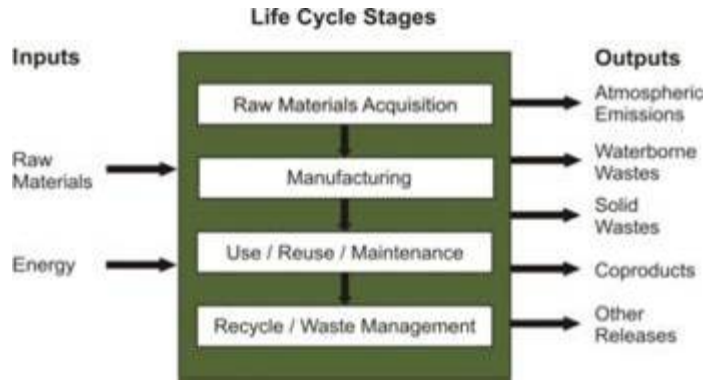 Life Cycle Stages
Inputs
Outputs
Raw Materials Acquisition
Atmospheric
Emissions
Raw
Materials
Manufacturing
Waterborne
Wastes
Solid
Wastes
Energy
Use / Reuse / Maintenance
Coproducts
Recycle / Waste Management
Other
Releases